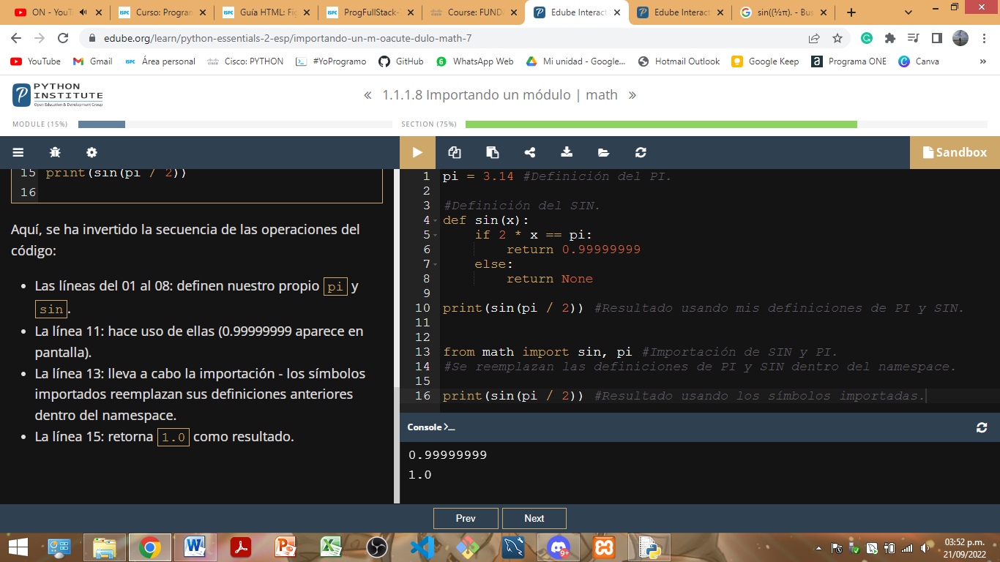 ON - YouT
Curso: Program
Guía HTML: Fig
ProgFullStack-
Course: FUNDA
Edube Interact
Edube Interact
sin((½π). - Bus
edube.org/learn/python-essentials-2-esp/importando-un-m-oacute-dulo-math-7
YouTube
Gmail
Área personal
Cisco: PYTHON
#YoProgramo
GitHub
WhatsApp Web
Mi unidad - Google...
Hotmail Outlook
Google Keep
Programa ONE
Canva
PYTHON
INSTITUTE
Open Education & Development Group
« 1.1.1.8 Importando un módulo | math »
MODULE (15%)
SECTION (75%)
Sandbox
15 print(sin(pi / 2))
16
Aquí, se ha invertido la secuencia de las operaciones del
código:
• Las líneas del 01 al 08: definen nuestro propio pi y
sin.
• La línea 11: hace uso de ellas (0.99999999 aparece en
pantalla).
• La línea 13: lleva a cabo la importación - los símbolos
importados reemplazan sus definiciones anteriores
dentro del namespace.
• La línea 15: retorna 1.0 como resultado.
1 pi = 3.14 #Definición del PI.
2
3 #Definición del SIN.
4 def sin(x):
5     if 2 * x == pi:
6         return 0.99999999
7     else:
8         return None
9
10 print(sin(pi / 2)) #Resultado usando mis definiciones de PI y SIN.
11
12
13 from math import sin, pi #Importación de SIN y PI.
14 #Se reemplazan las definiciones de PI y SIN dentro del namespace.
15
16 print(sin(pi / 2)) #Resultado usando los símbolos importadas.
Console >_
0.99999999
1.0
Prev
Next
9+
03:52 p.m.
21/09/2022